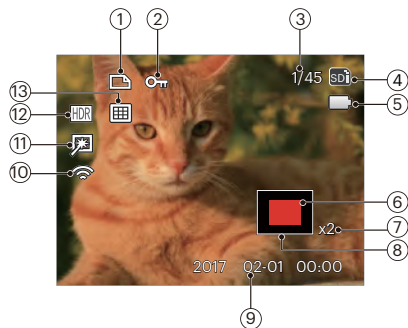 ① ② ③
1/45 SDi ④
⑤
⑬
⑫ HDR
⑪
⑩
⑥
x2 ⑦
⑧
2017 02-01 00:00
⑨